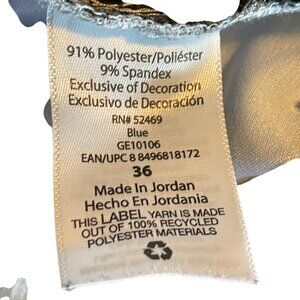 91% Polyester/Poliéster
9% Spandex
Exclusive of Decoration
Exclusivo de Decoración
RN# 52469
Blue
GE10106
EAN/UPC 8 8496818172
36
Made In Jordan
Hecho En Jordania
THIS LABEL YARN IS MADE
OUT OF 100% RECYCLED
POLYESTER MATERIALS